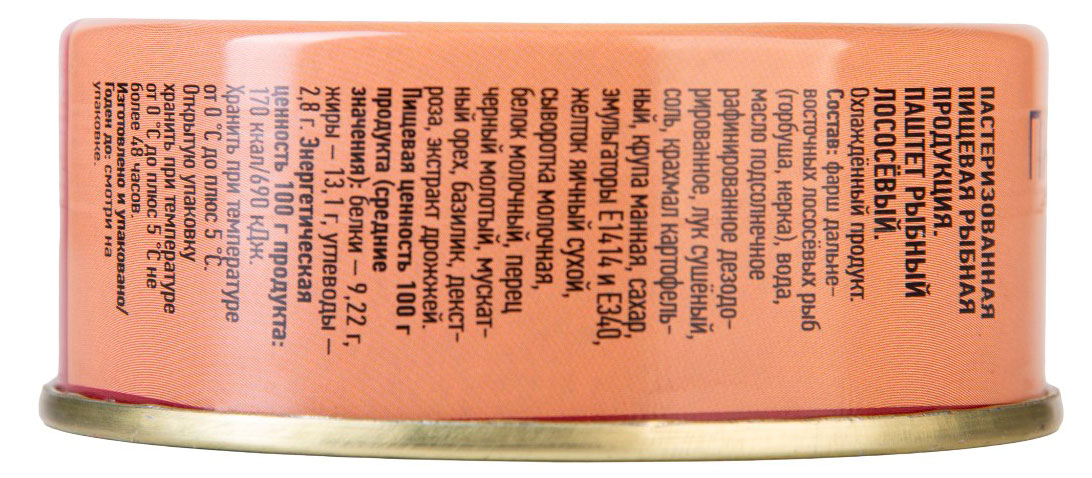 ПАСТЕРИЗОВАННАЯ
ПИЩЕВАЯ РЫБНАЯ
ПРОДУКЦИЯ.
ПАШТЕТ РЫБНЫЙ
ЛОСОСЁВЫЙ.
Охлаждённый продукт.
Состав: фарш дальне–
восточных лососёвых рыб
(горбуша, нерка), вода,
масло подсолнечное
рафинированное дезодо–
рированное, лук сушёный,
соль, крахмал картофель–
ный, крупа манная, сахар,
эмульгаторы Е1414 и Е340,
желток яичный сухой,
сыворотка молочная,
белок молочный, перец
черный молотый, мускат–
ный орех, базилик, декст–
роза, экстракт дрожжей.
Пищевая ценность 100 г
продукта (средние
значения): белки – 9,22 г,
жиры – 13,1 г, углеводы –
2,8 г. Энергетическая
ценность 100 г продукта:
170 ккал/690 кДж.
Хранить при температуре
от 0 °С до плюс 5 °С.
Открытую упаковку
хранить при температуре
от 0 °С до плюс 5 °С не
более 48 часов.
Изготовлено и упаковано/
Годен до: смотри на
упаковке.